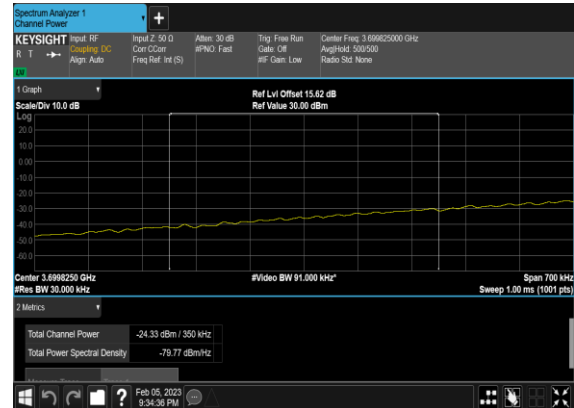 Spectrum Analyzer 1
Channel Power
+
KEYSIGHT Input: RF Input Z: 50 Ω Atten: 30 dB Trig: Free Run Center Freq: 3.699825000 GHz
R T Coupling: DC Corr CCorr #PNO: Fast Gate: Off Avg|Hold: 500/500
Align: Auto Freq Ref: Int (S) #IF Gain: Low Radio Std: None
LW
1 Graph
Ref Lvl Offset 15.62 dB
Scale/Div 10.0 dB Ref Value 30.00 dBm
Log
20.0
10.0
0.00
-10.0
-20.0
-30.0
-40.0
-50.0
-60.0
Center 3.6998250 GHz #Video BW 91.000 kHz* Span 700 kHz
#Res BW 30.000 kHz Sweep 1.00 ms (1001 pts)
2 Metrics
Total Channel Power -24.33 dBm / 350 kHz
Total Power Spectral Density -79.77 dBm/Hz
? Feb 05, 2023
9:34:36 PM